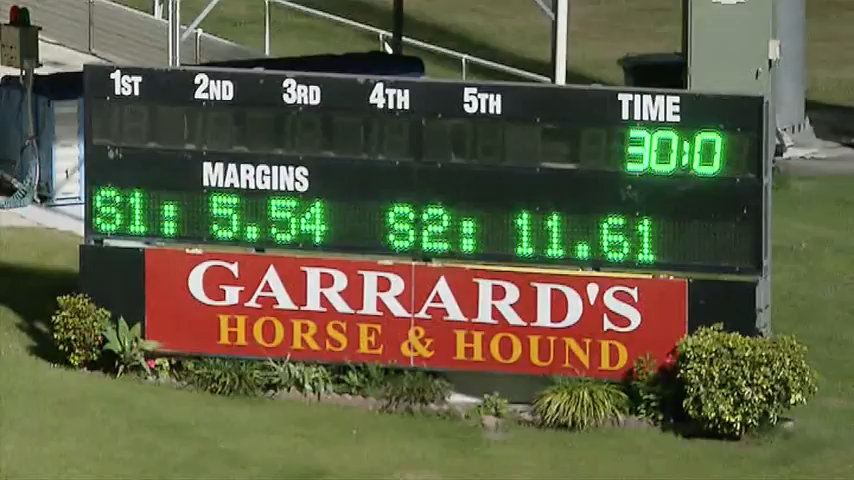 1ST 2ND 3RD 4TH 5TH TIME
30:0
MARGINS
S1: 5.54 S2: 11.61
GARRARD'S
HORSE & HOUND